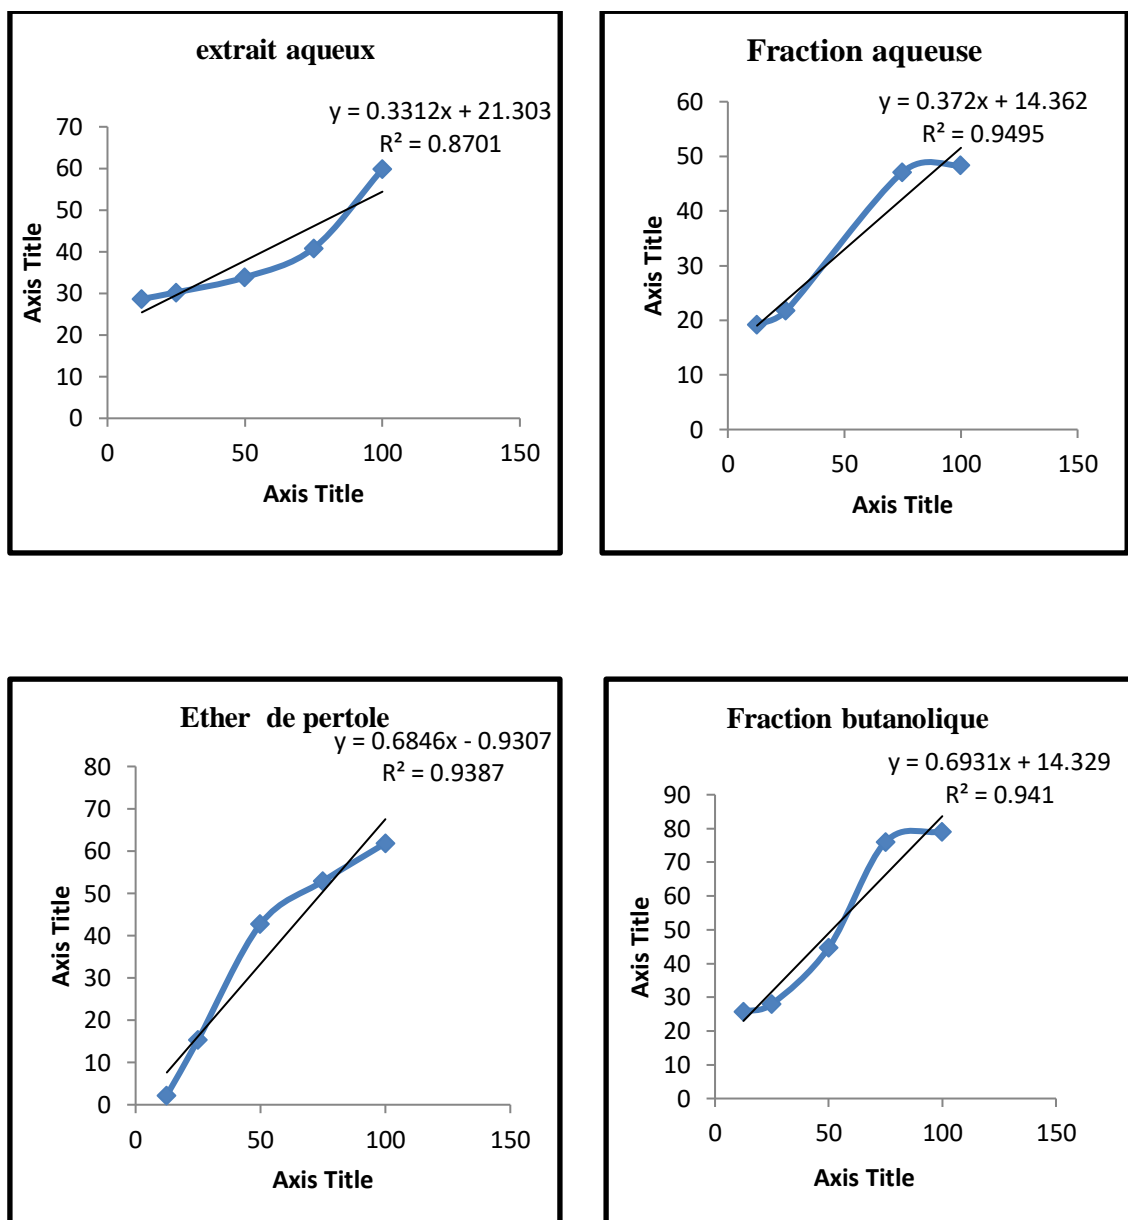 extrait aqueux
y = 0.3312x + 21.303
R² = 0.8701
70
60
50
40
30
20
10
0
Axis Title
0 50 100 150
Axis Title
Fraction aqueuse
y = 0.372x + 14.362
R² = 0.9495
60
50
40
30
20
10
0
Axis Title
0 50 100 150
Axis Title
Ether de pertole
y = 0.6846x - 0.9307
R² = 0.9387
80
70
60
50
40
30
20
10
0
Axis Title
0 50 100 150
Axis Title
Fraction butanolique
y = 0.6931x + 14.329
R² = 0.941
90
80
70
60
50
40
30
20
10
0
Axis Title
0 50 100 150
Axis Title